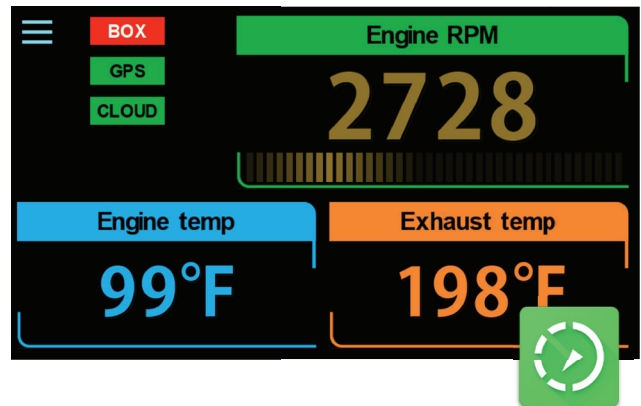 BOX
GPS
CLOUD
Engine RPM
2728
Engine temp
99°F
Exhaust temp
198°F